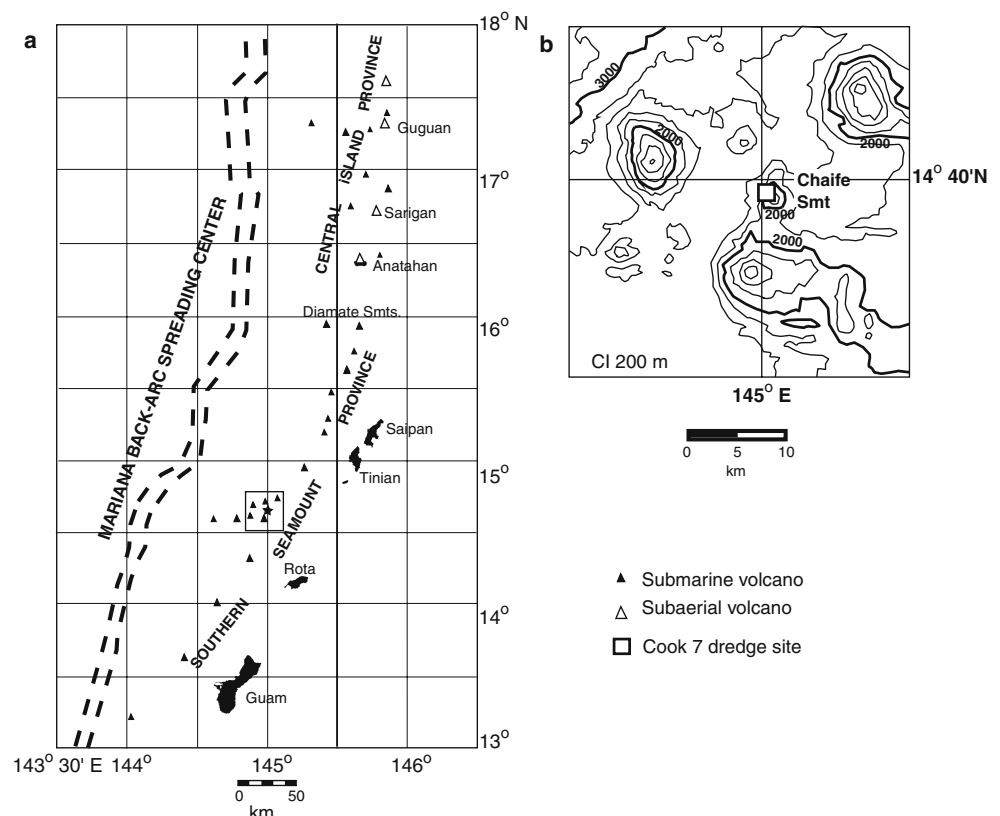 a
18° N
17°
16°
15°
14°
13°
143° 30' E
144°
145°
146°
MARIANA BACK-ARC SPREADING CENTER
CENTRAL ISLAND PROVINCE
Guguan
Sarigan
Anatahan
Diamate Smts.
SOUTHERN SEAMOUNT PROVINCE
Saipan
Tinian
Rota
Guam
0 50
km
b
3000
2000
2000
Chaife
Smt
2000
2000
14° 40'N
CI 200 m
145° E
0 5 10
km
Submarine volcano
Subaerial volcano
Cook 7 dredge site